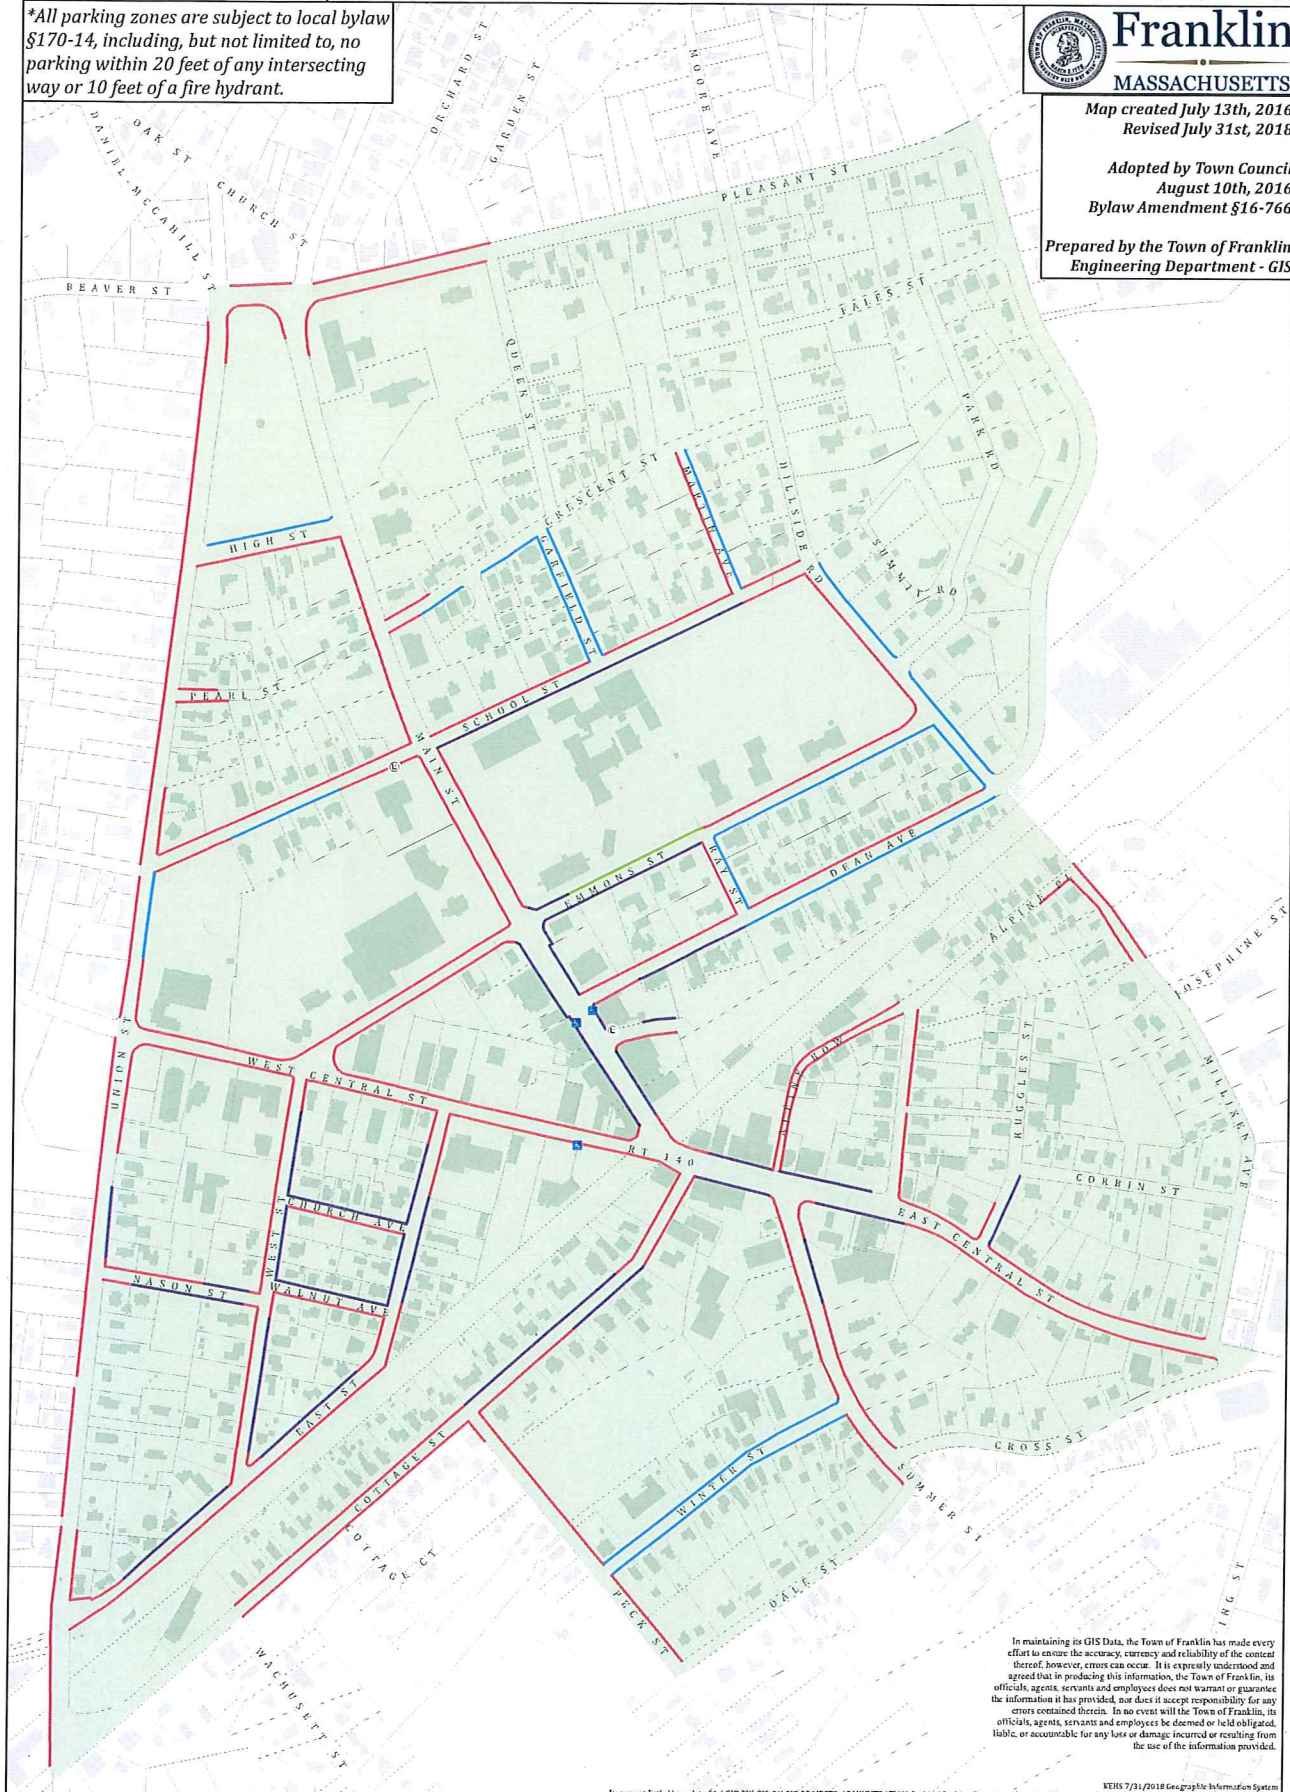 *All parking zones are subject to local bylaw
§170-14, including, but not limited to, no
parking within 20 feet of any intersecting
way or 10 feet of a fire hydrant.
Franklin
MASSACHUSETTS
Map created July 13th, 2016
Revised July 31st, 2018
Adopted by Town Council
August 10th, 2016
Bylaw Amendment §16-766
Prepared by the Town of Franklin
Engineering Department - GIS
ORCHARD ST
GARDEN ST
MOORE AVE
OAK ST
DANIEL-MCCAHILL ST
CHURCH ST
PLEASANT ST
BEAVER ST
FALES ST
QUEEN ST
PARK RD
CRESCENT ST
MARTIN AVE
HILLSIDE RD
HIGH ST
GARFIELD ST
SUMMIT RD
PEARL ST
SCHOOL ST
MAIN ST
EMMONS ST
RAY ST
DEAN AVE
ALPINE PL
JOSEPHINE ST
UNION ST
WEST CENTRAL ST
ALPINE ROW
RUGGLES ST
MILLIKEN AVE
RT 140
CORBIN ST
WEST ST
CHURCH AVE
EAST CENTRAL ST
NASON ST
WALNUT AVE
EAST ST
COTTAGE ST
CROSS ST
WINTER ST
SUMMER ST
COTTAGE CT
DALE ST
PECK ST
ING ST
WACHUSETT ST
In maintaining its GIS Data, the Town of Franklin has made every
effort to ensure the accuracy, currency and reliability of the content
thereof, however, errors can occur. It is expressly understood and
agreed that in producing this information, the Town of Franklin, its
officials, agents, servants and employees does not warrant or guarantee
the information it has provided, nor does it accept responsibility for any
errors contained therein. In no event will the Town of Franklin, its
officials, agents, servants and employees be deemed or held obligated,
liable, or accountable for any loss or damage incurred or resulting from
the use of the information provided.
KEHS 7/31/2018 Geographic Information System